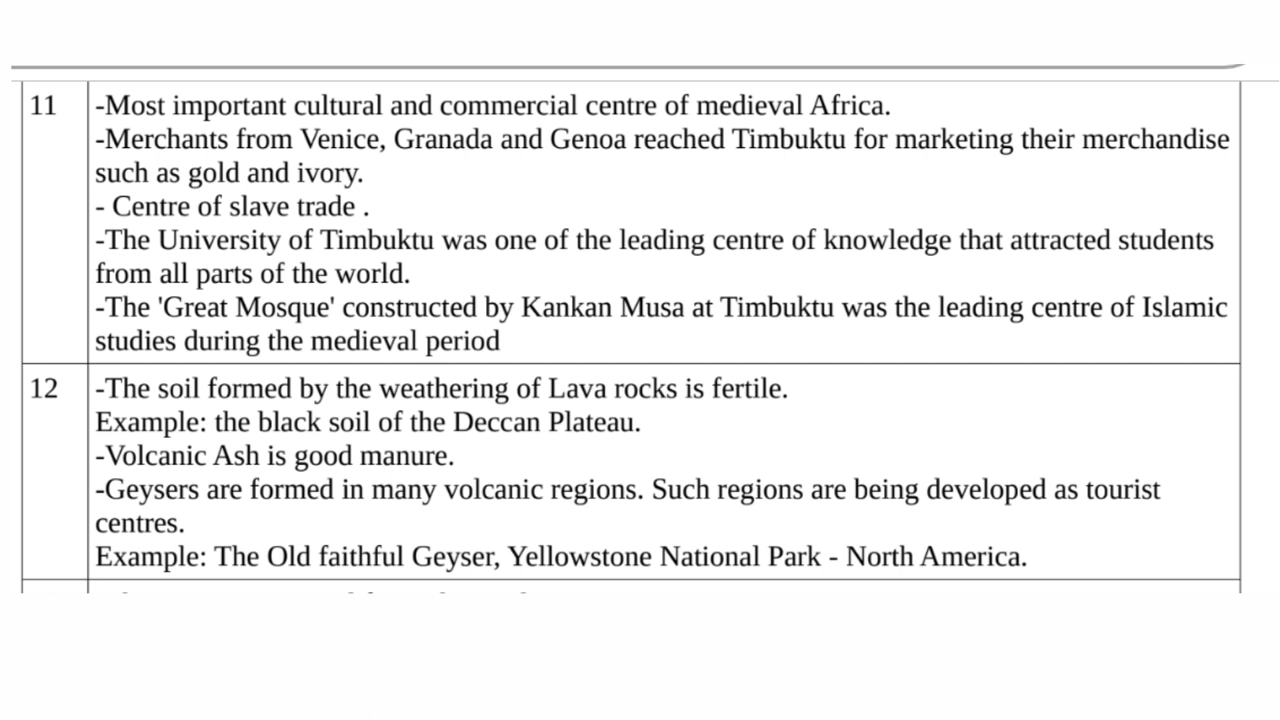 11
-Most important cultural and commercial centre of medieval Africa.
-Merchants from Venice, Granada and Genoa reached Timbuktu for marketing their merchandise
such as gold and ivory.
- Centre of slave trade .
-The University of Timbuktu was one of the leading centre of knowledge that attracted students
from all parts of the world.
-The 'Great Mosque' constructed by Kankan Musa at Timbuktu was the leading centre of Islamic
studies during the medieval period
12
-The soil formed by the weathering of Lava rocks is fertile.
Example: the black soil of the Deccan Plateau.
-Volcanic Ash is good manure.
-Geysers are formed in many volcanic regions. Such regions are being developed as tourist
centres.
Example: The Old faithful Geyser, Yellowstone National Park - North America.